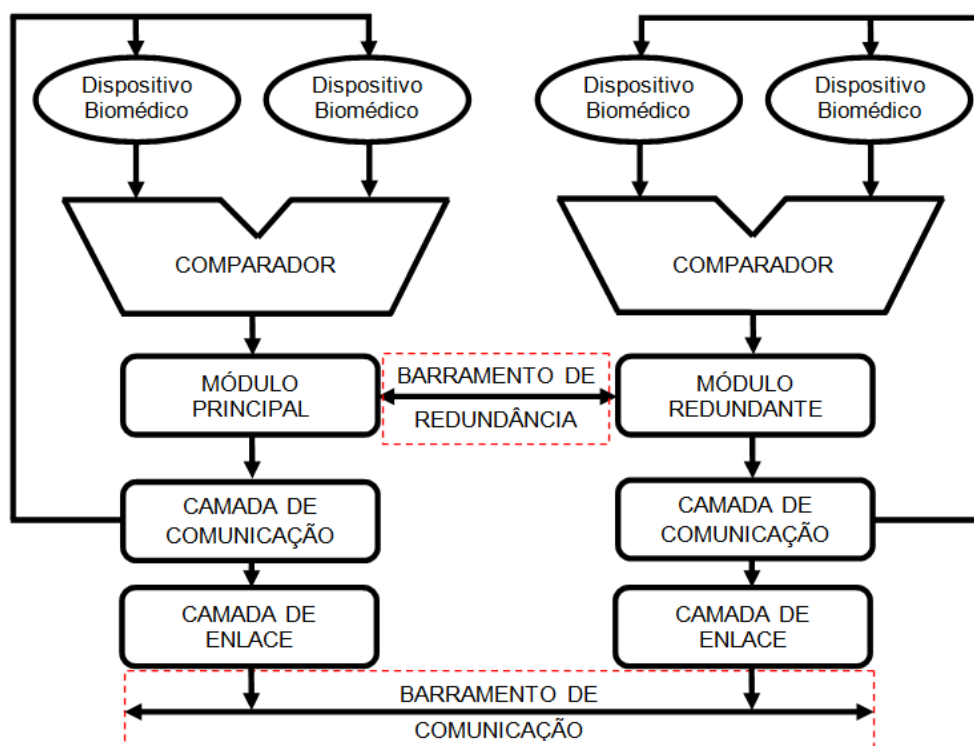 Dispositivo
Biomédico
Dispositivo
Biomédico
Dispositivo
Biomédico
Dispositivo
Biomédico
COMPARADOR
COMPARADOR
MÓDULO
PRINCIPAL
BARRAMENTO DE
REDUNDÂNCIA
MÓDULO
REDUNDANTE
CAMADA DE
COMUNICAÇÃO
CAMADA DE
COMUNICAÇÃO
CAMADA DE
ENLACE
CAMADA DE
ENLACE
BARRAMENTO DE
COMUNICAÇÃO